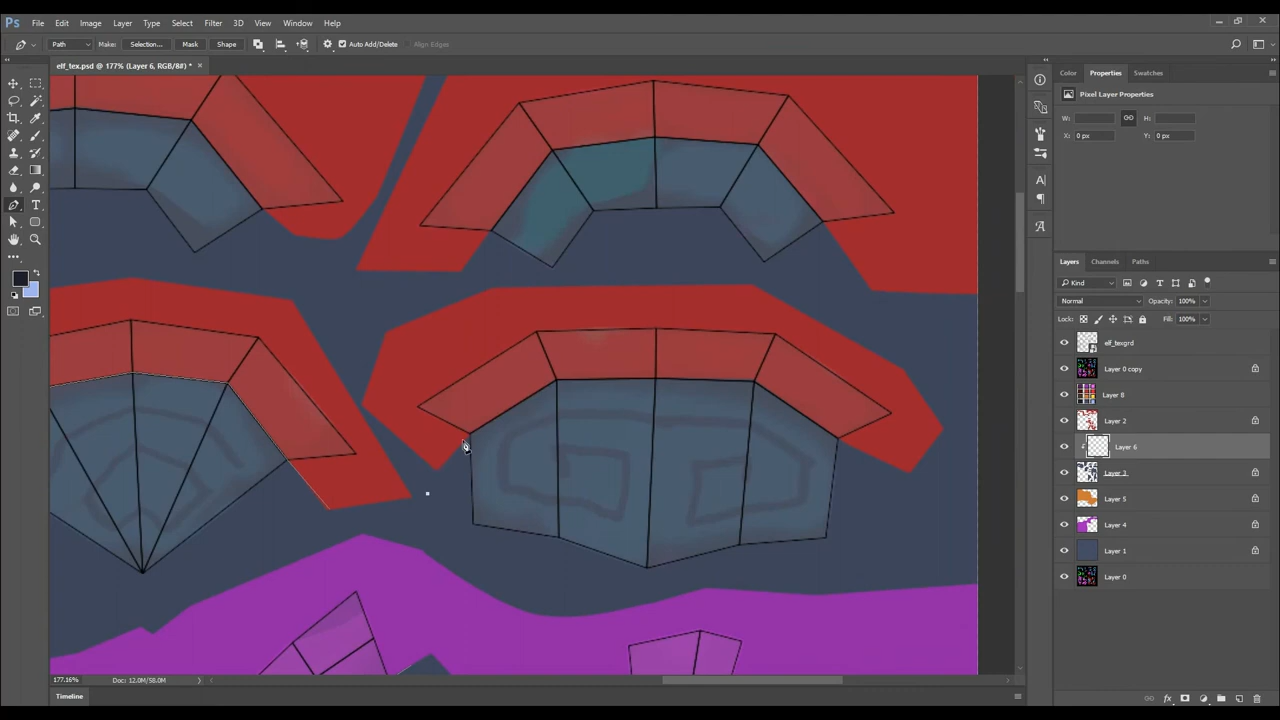 Ps File Edit Image Layer Type Select Filter 3D View Window Help
Path Make: Selection... Mask Shape Auto Add/Delete Align Edges
elf_tex.psd @ 177% (Layer 6, RGB/8#) * ×
Color Properties Swatches
Pixel Layer Properties
W: H:
X: 0 px Y: 0 px
Layers Channels Paths
Kind
Normal Opacity: 100%
Lock: Fill: 100%
elf_texgrd
Layer 0 copy
Layer 8
Layer 2
Layer 6
Layer 3
Layer 5
Layer 4
Layer 1
Layer 0
177.16% Doc: 12.0M/58.0M
Timeline